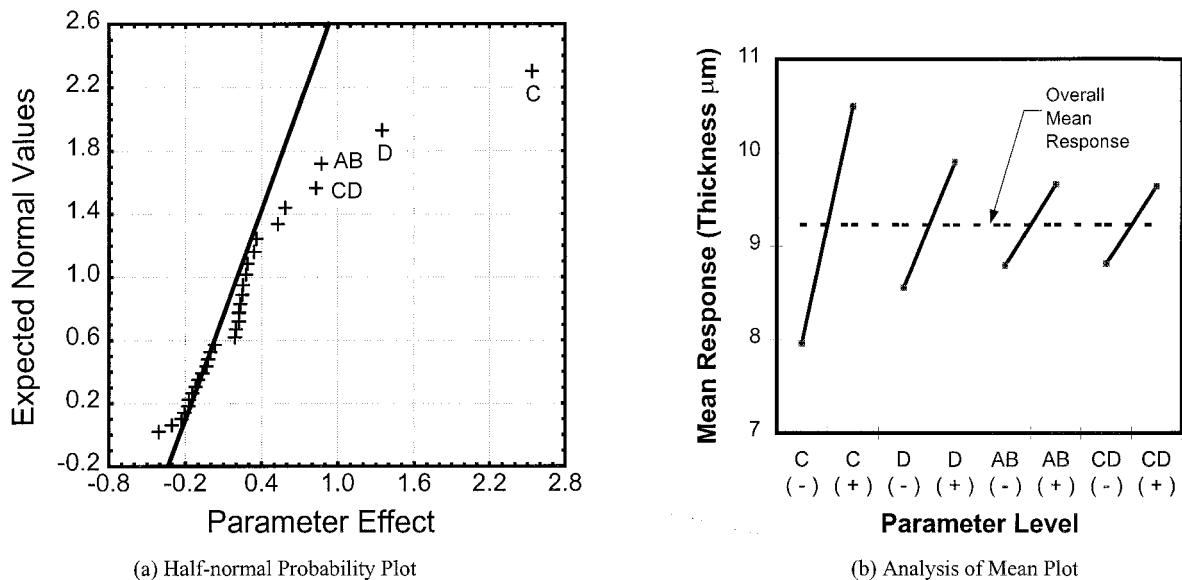 2.6
2.2
1.8
1.4
1.0
0.6
0.2
-0.2
-0.8
-0.2
0.4
1.0
1.6
2.2
2.8
Expected Normal Values
Parameter Effect
C
D
AB
CD
(a) Half-normal Probability Plot
11
10
9
8
7
Mean Response (Thickness μm)
Overall
Mean
Response
C C D D AB AB CD CD
(-) (+) (-) (+) (-) (+) (-) (+)
Parameter Level
(b) Analysis of Mean Plot